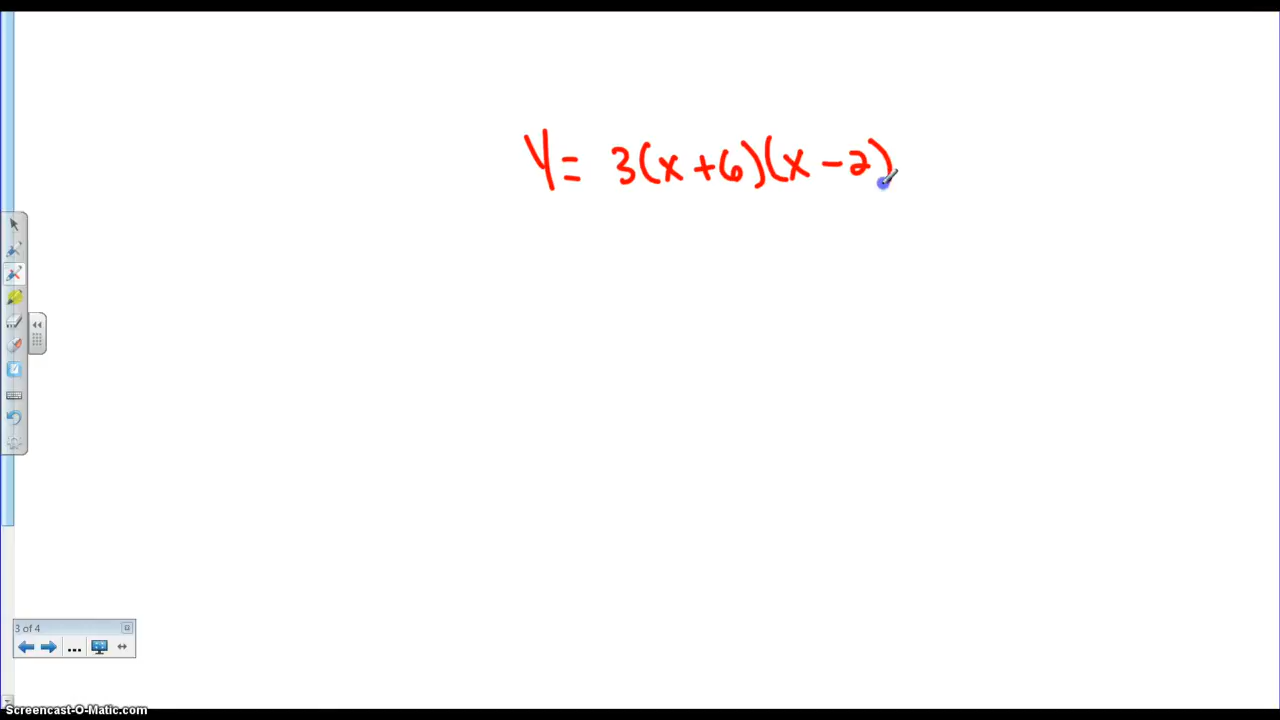 Y= 3(x+6)(x-2)
3 of 4
...
Screencast-O-Matic.com